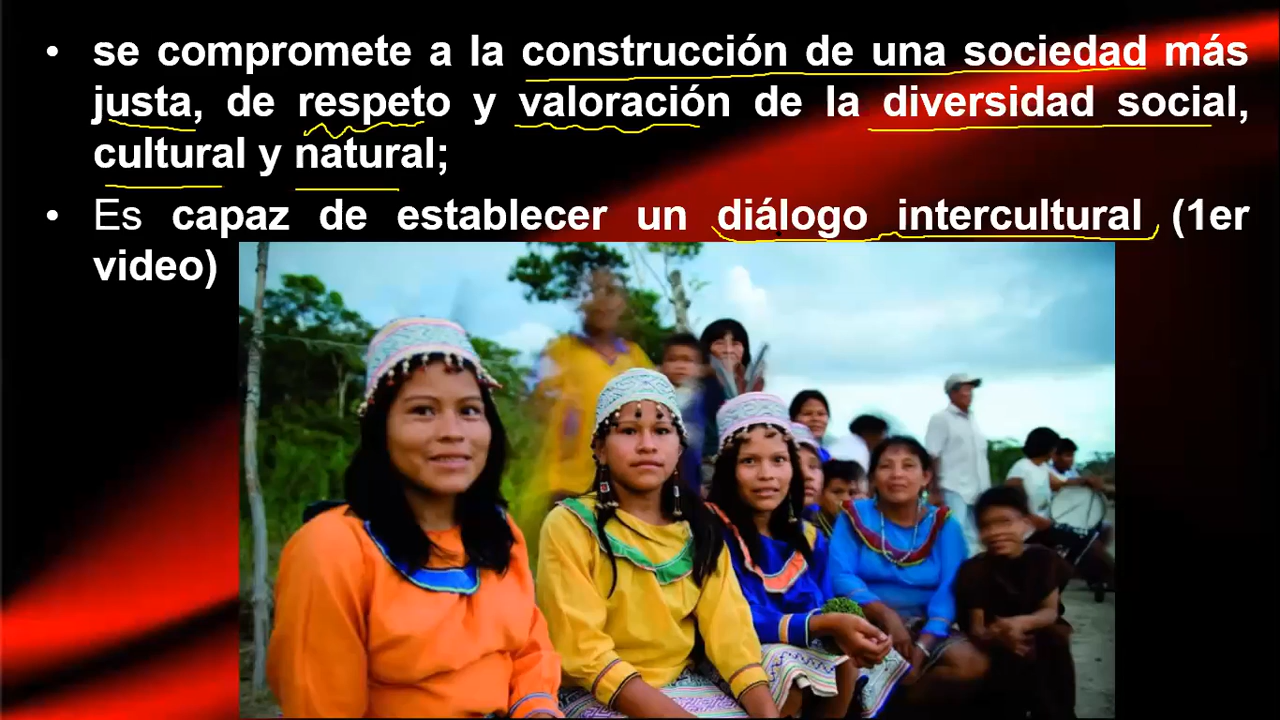 • se compromete a la construcción de una sociedad más
justa, de respeto y valoración de la diversidad social,
cultural y natural;
• Es capaz de establecer un diálogo intercultural (1er
video)